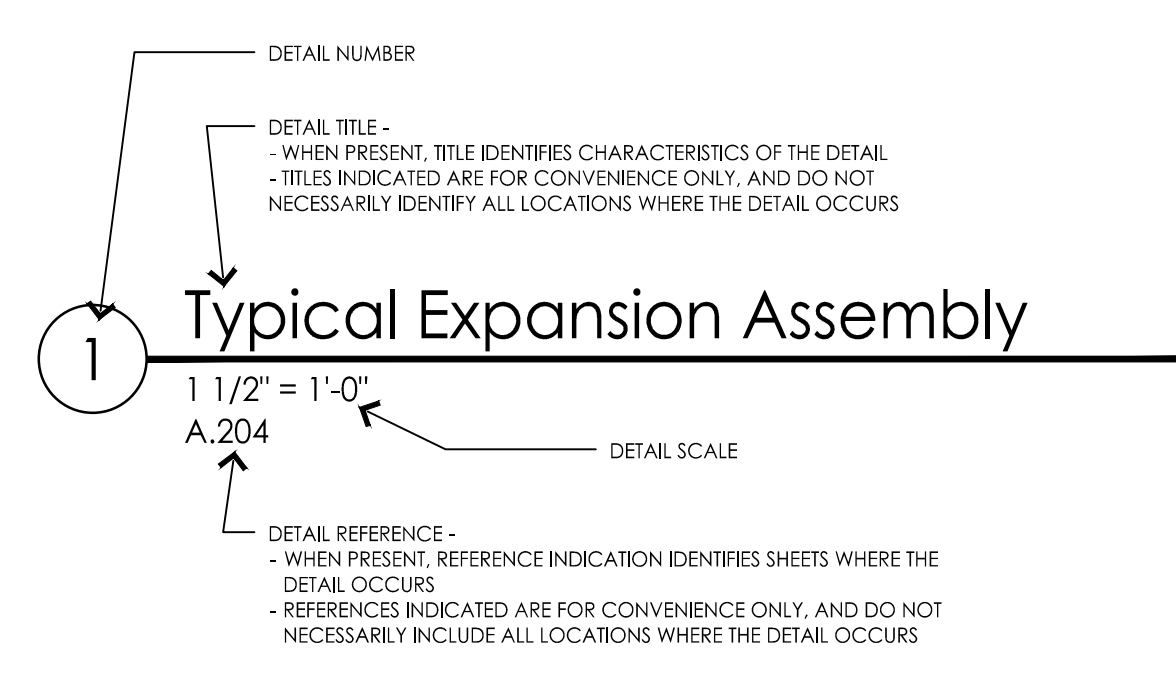 DETAIL NUMBER
DETAIL TITLE -
- WHEN PRESENT, TITLE IDENTIFIES CHARACTERISTICS OF THE DETAIL
- TITLES INDICATED ARE FOR CONVENIENCE ONLY, AND DO NOT
NECESSARILY IDENTIFY ALL LOCATIONS WHERE THE DETAIL OCCURS
Typical Expansion Assembly
1
1 1/2" = 1'-0"
A.204
DETAIL SCALE
DETAIL REFERENCE -
- WHEN PRESENT, REFERENCE INDICATION IDENTIFIES SHEETS WHERE THE
DETAIL OCCURS
- REFERENCES INDICATED ARE FOR CONVENIENCE ONLY, AND DO NOT
NECESSARILY INCLUDE ALL LOCATIONS WHERE THE DETAIL OCCURS